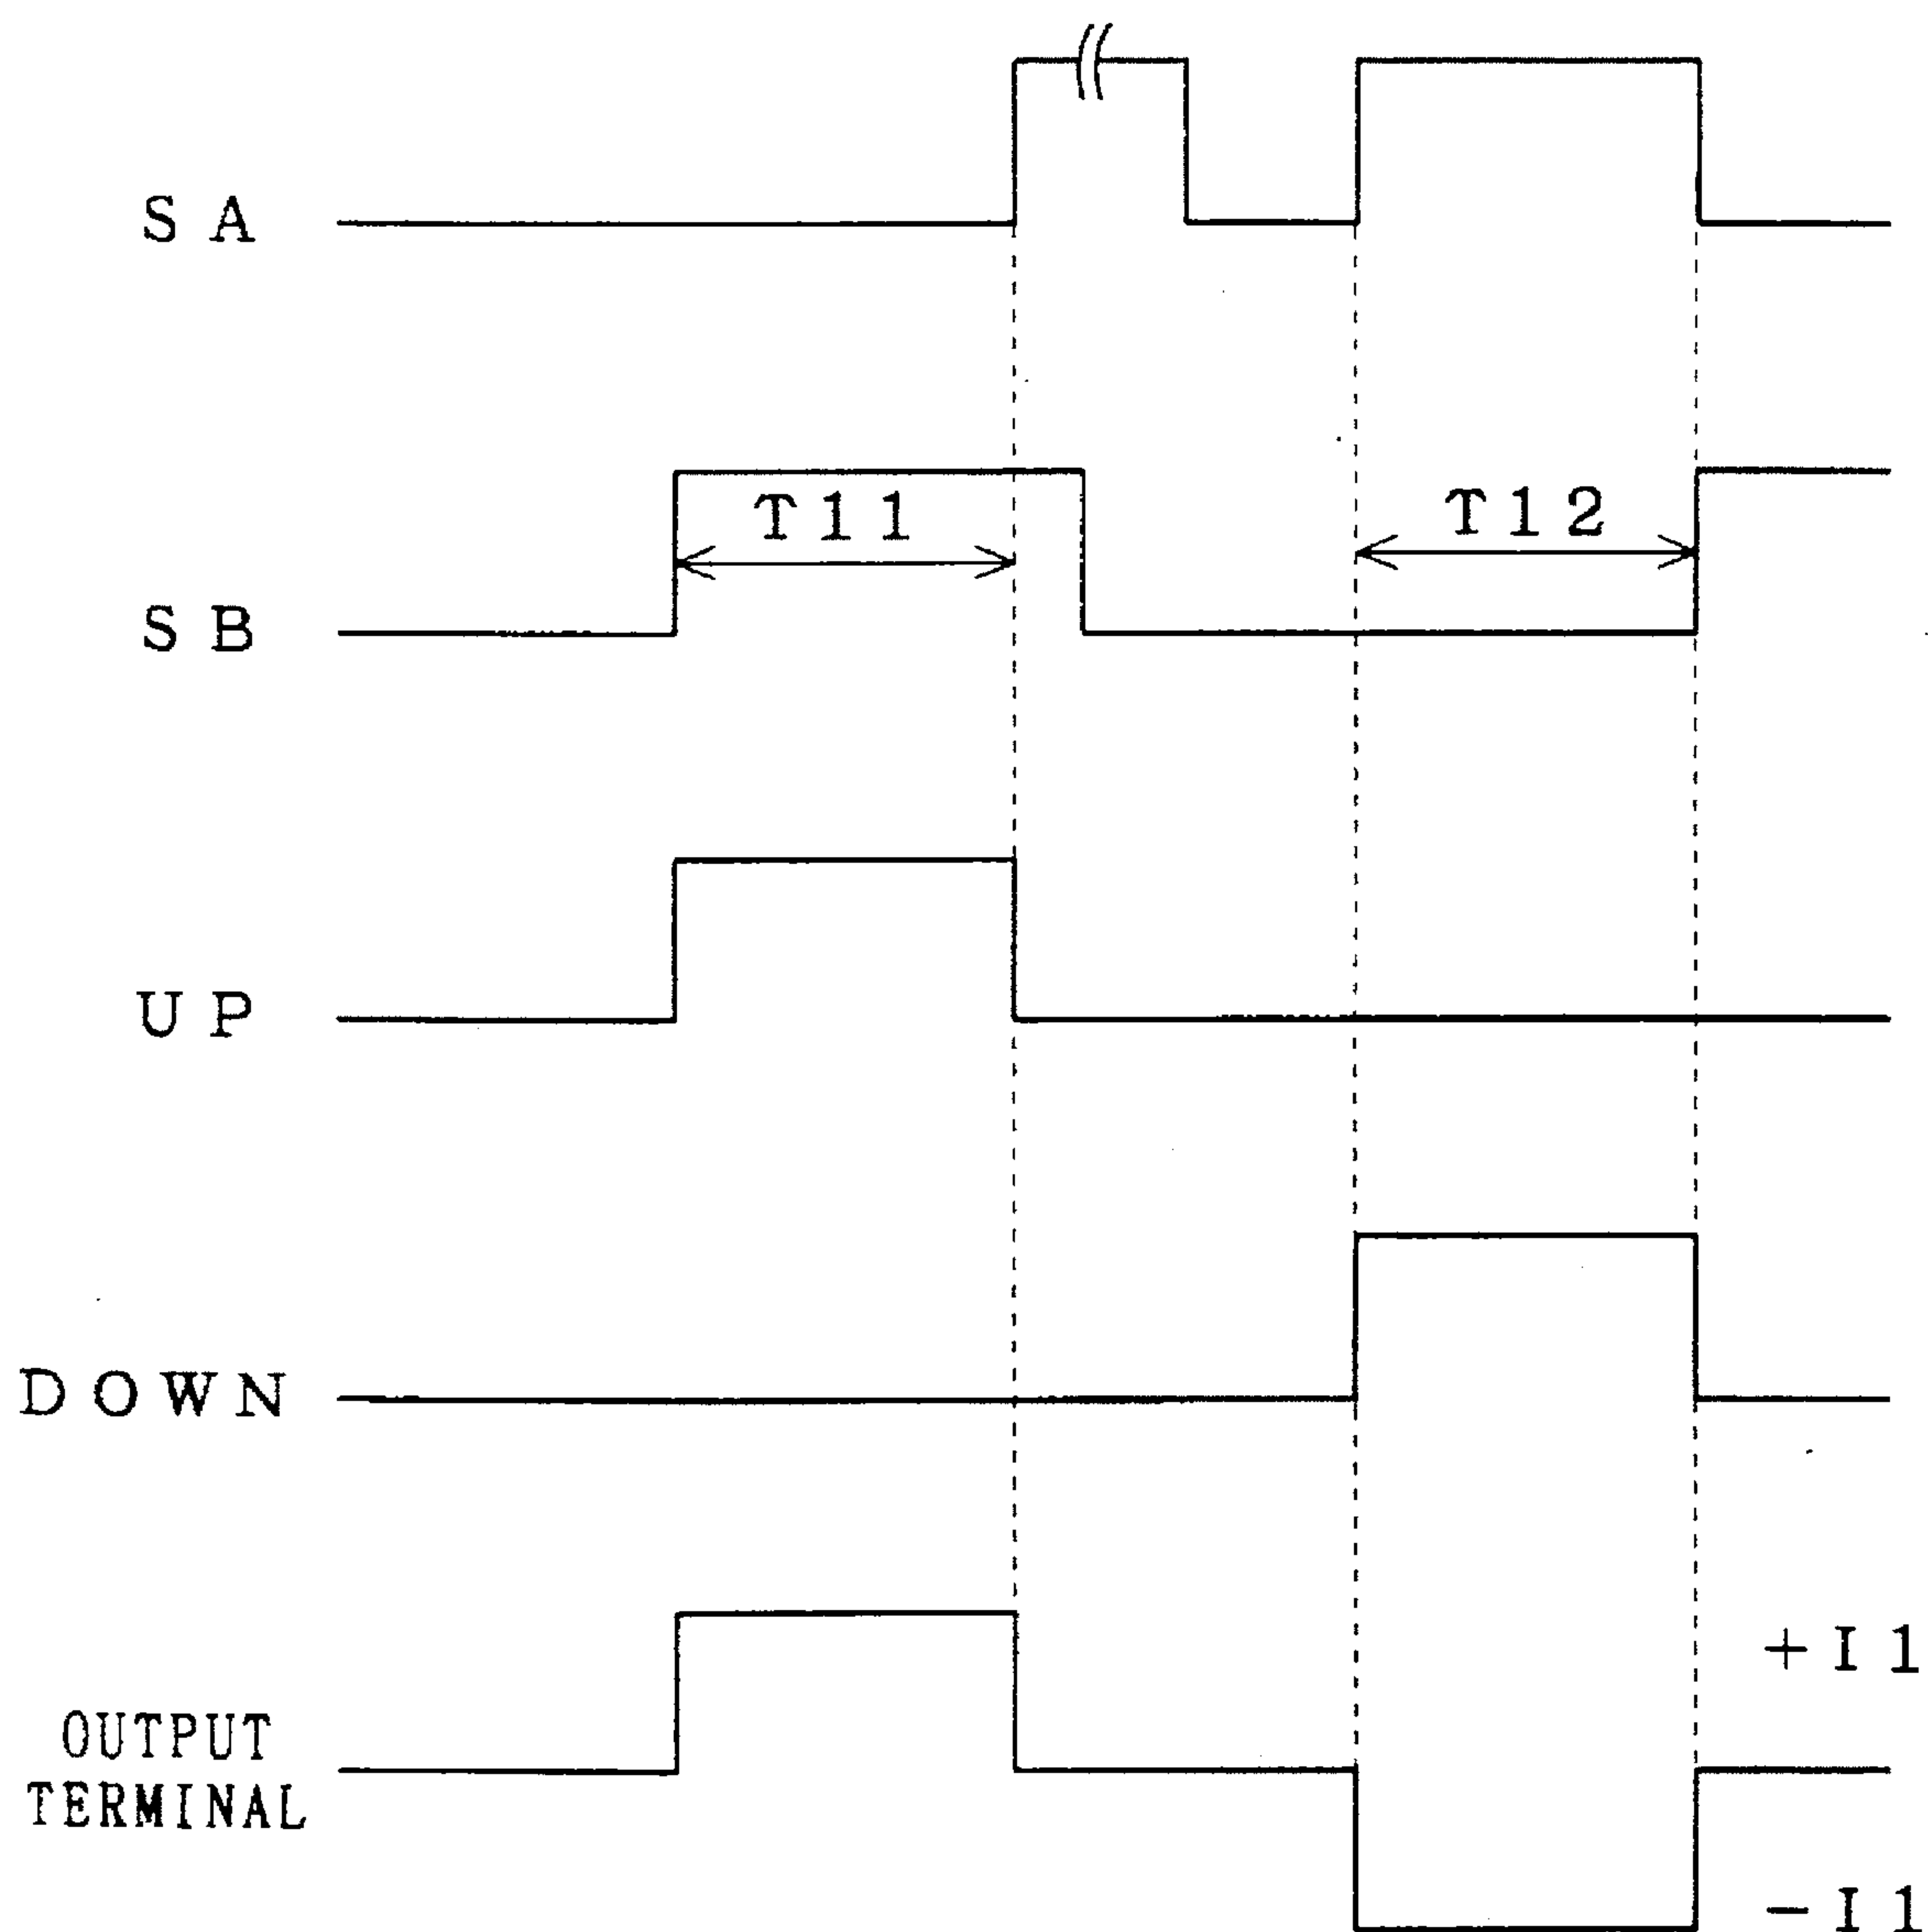 SA
T11
T12
SB
UP
DOWN
+I1
OUTPUT
TERMINAL
-I1